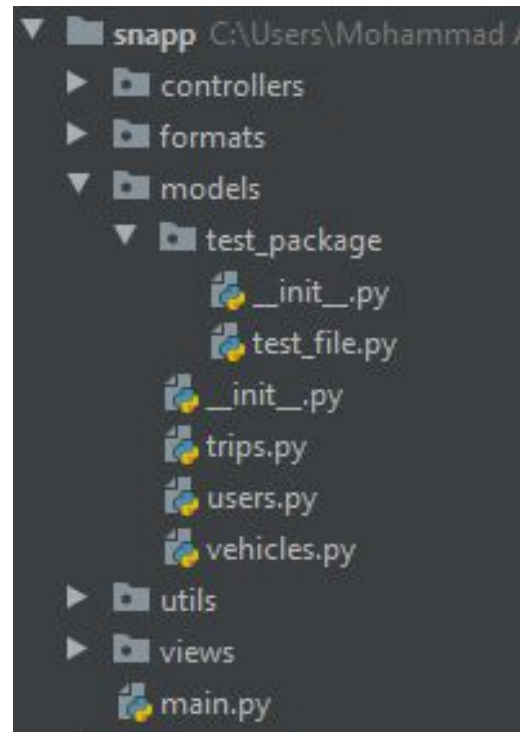 snapp C:\Users\Mohammad A
controllers
formats
models
test_package
__init__.py
test_file.py
__init__.py
trips.py
users.py
vehicles.py
utils
views
main.py